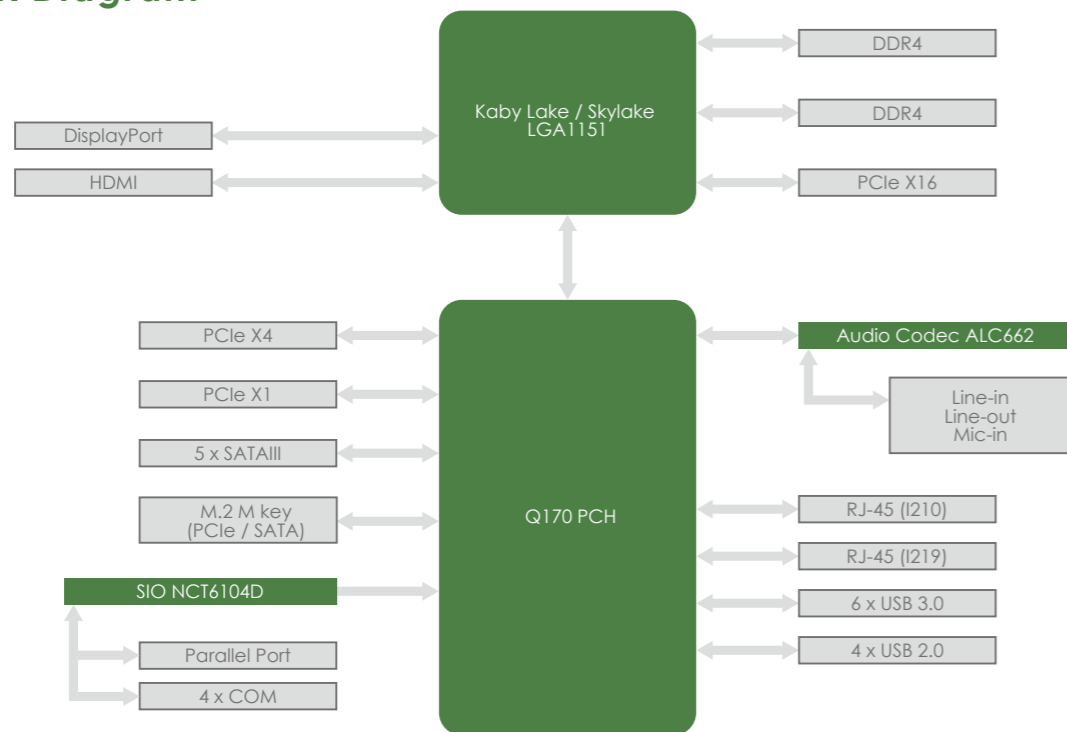 Diagram
Kaby Lake / Skylake
LGA1151
DDR4
DDR4
PCIe X16
DisplayPort
HDMI
PCIe X4
PCIe X1
5 x SATAIII
M.2 M key
(PCIe / SATA)
SIO NCT6104D
Parallel Port
4 x COM
Q170 PCH
Audio Codec ALC662
Line-in
Line-out
Mic-in
RJ-45 (I210)
RJ-45 (I219)
6 x USB 3.0
4 x USB 2.0